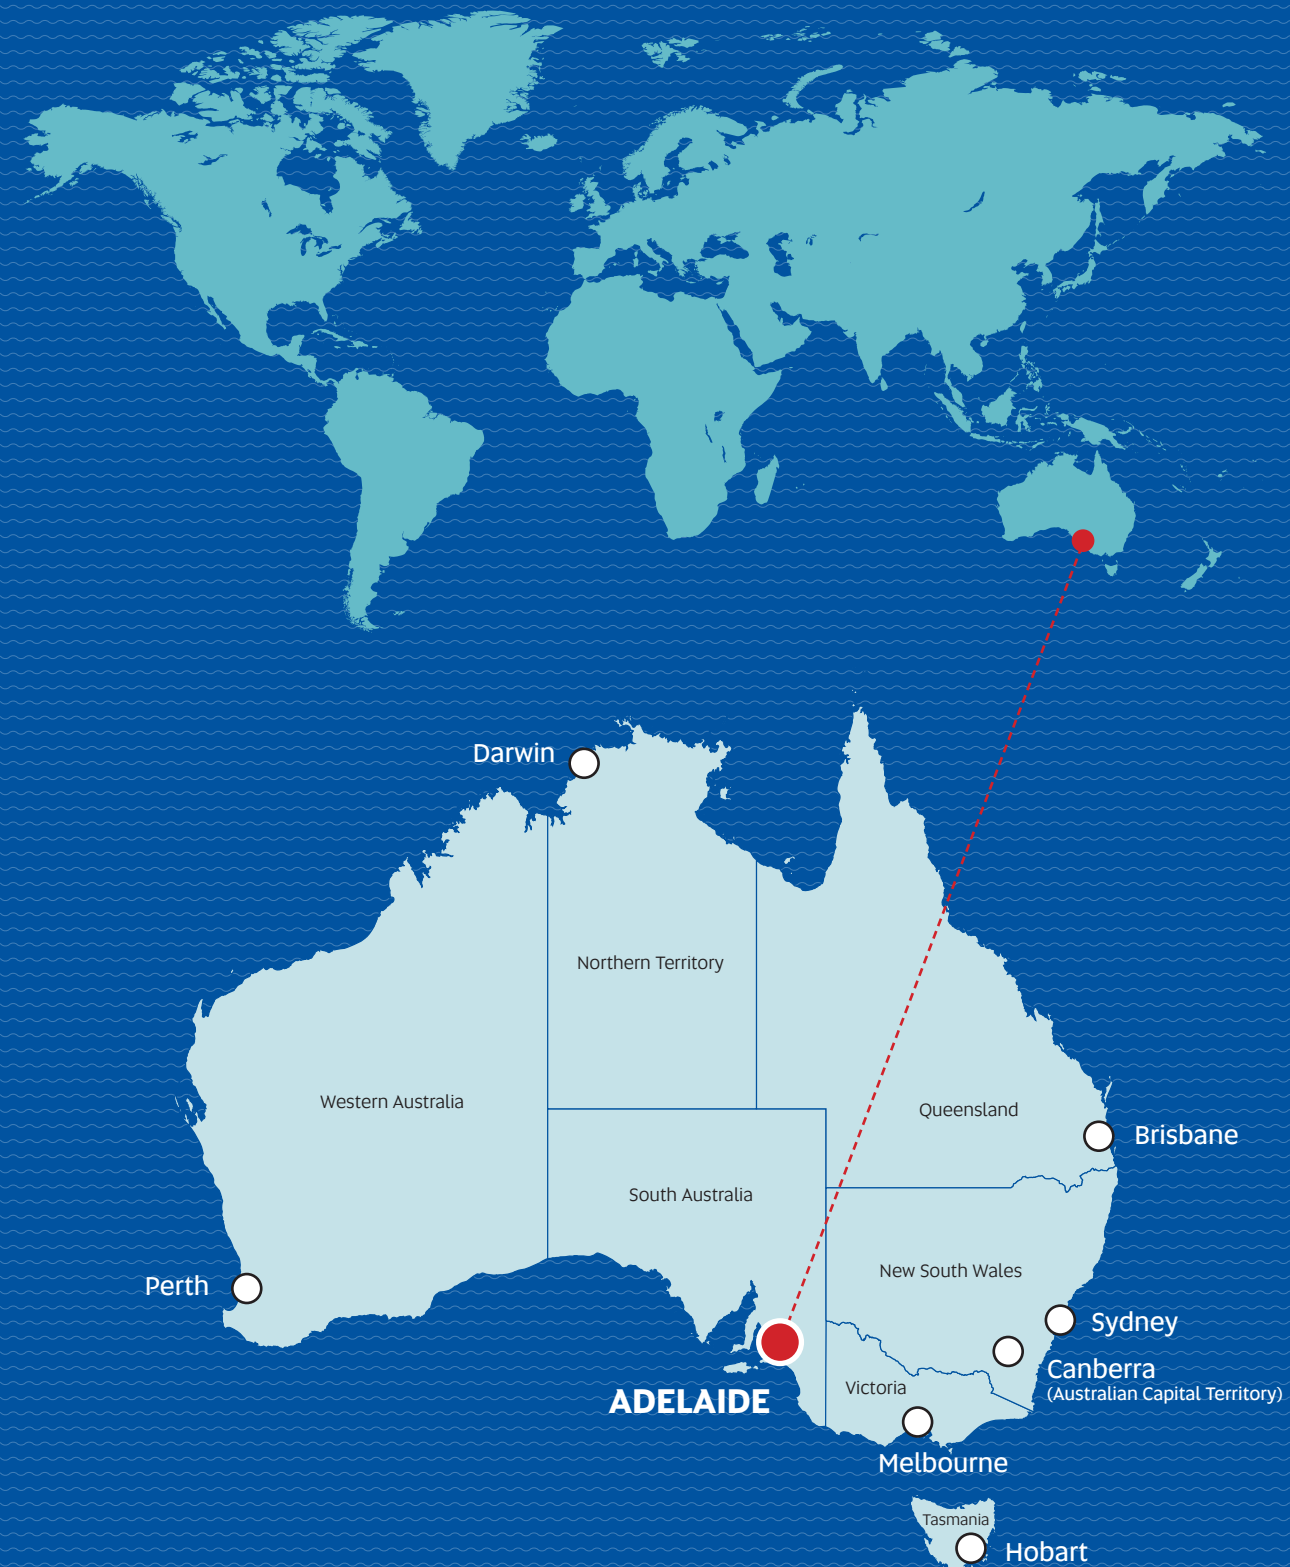 Darwin
Northern Territory
Western Australia
Queensland
Brisbane
South Australia
New South Wales
Perth
Sydney
Canberra
(Australian Capital Territory)
Victoria
ADELAIDE
Melbourne
Tasmania
Hobart